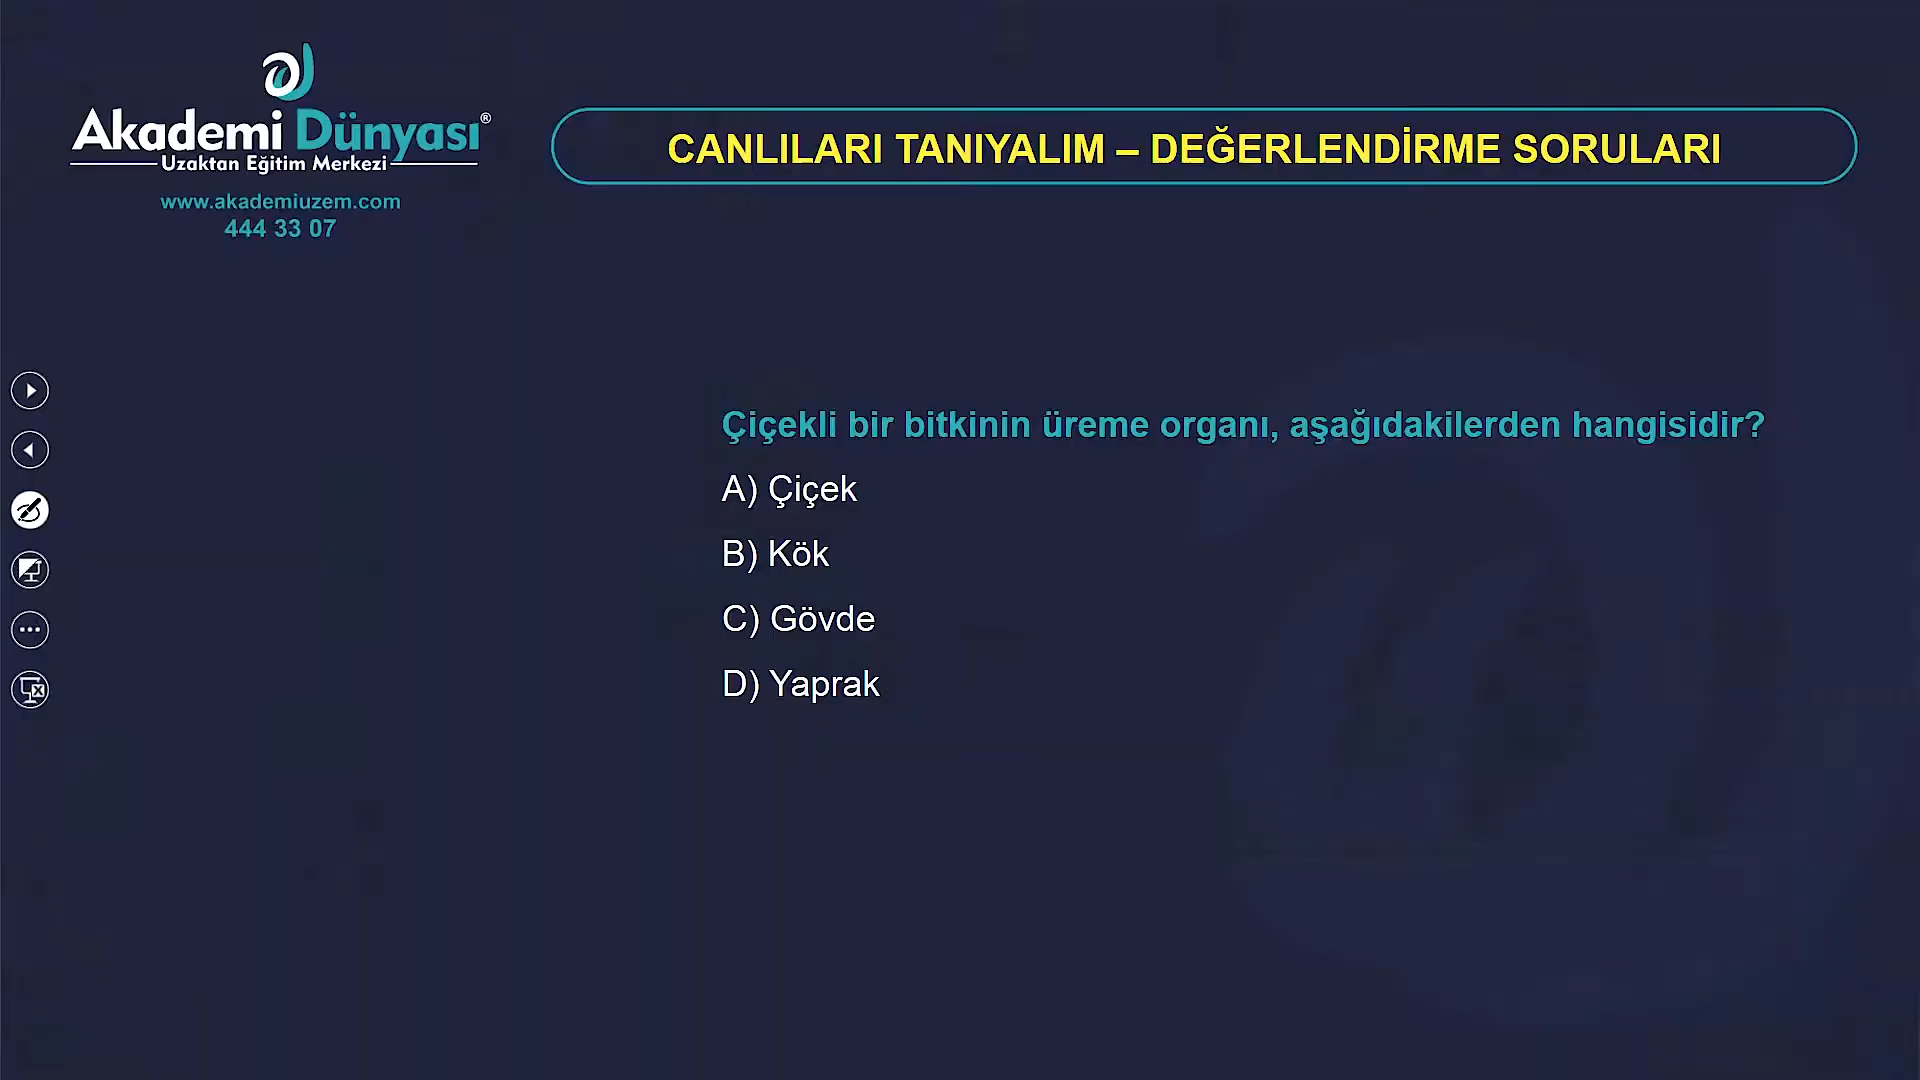 Akademi Dünyası®
Uzaktan Eğitim Merkezi
www.akademiuzem.com
444 33 07
CANLILARI TANIYALIM – DEĞERLENDİRME SORULARI
Çiçekli bir bitkinin üreme organı, aşağıdakilerden hangisidir?
A) Çiçek
B) Kök
C) Gövde
D) Yaprak